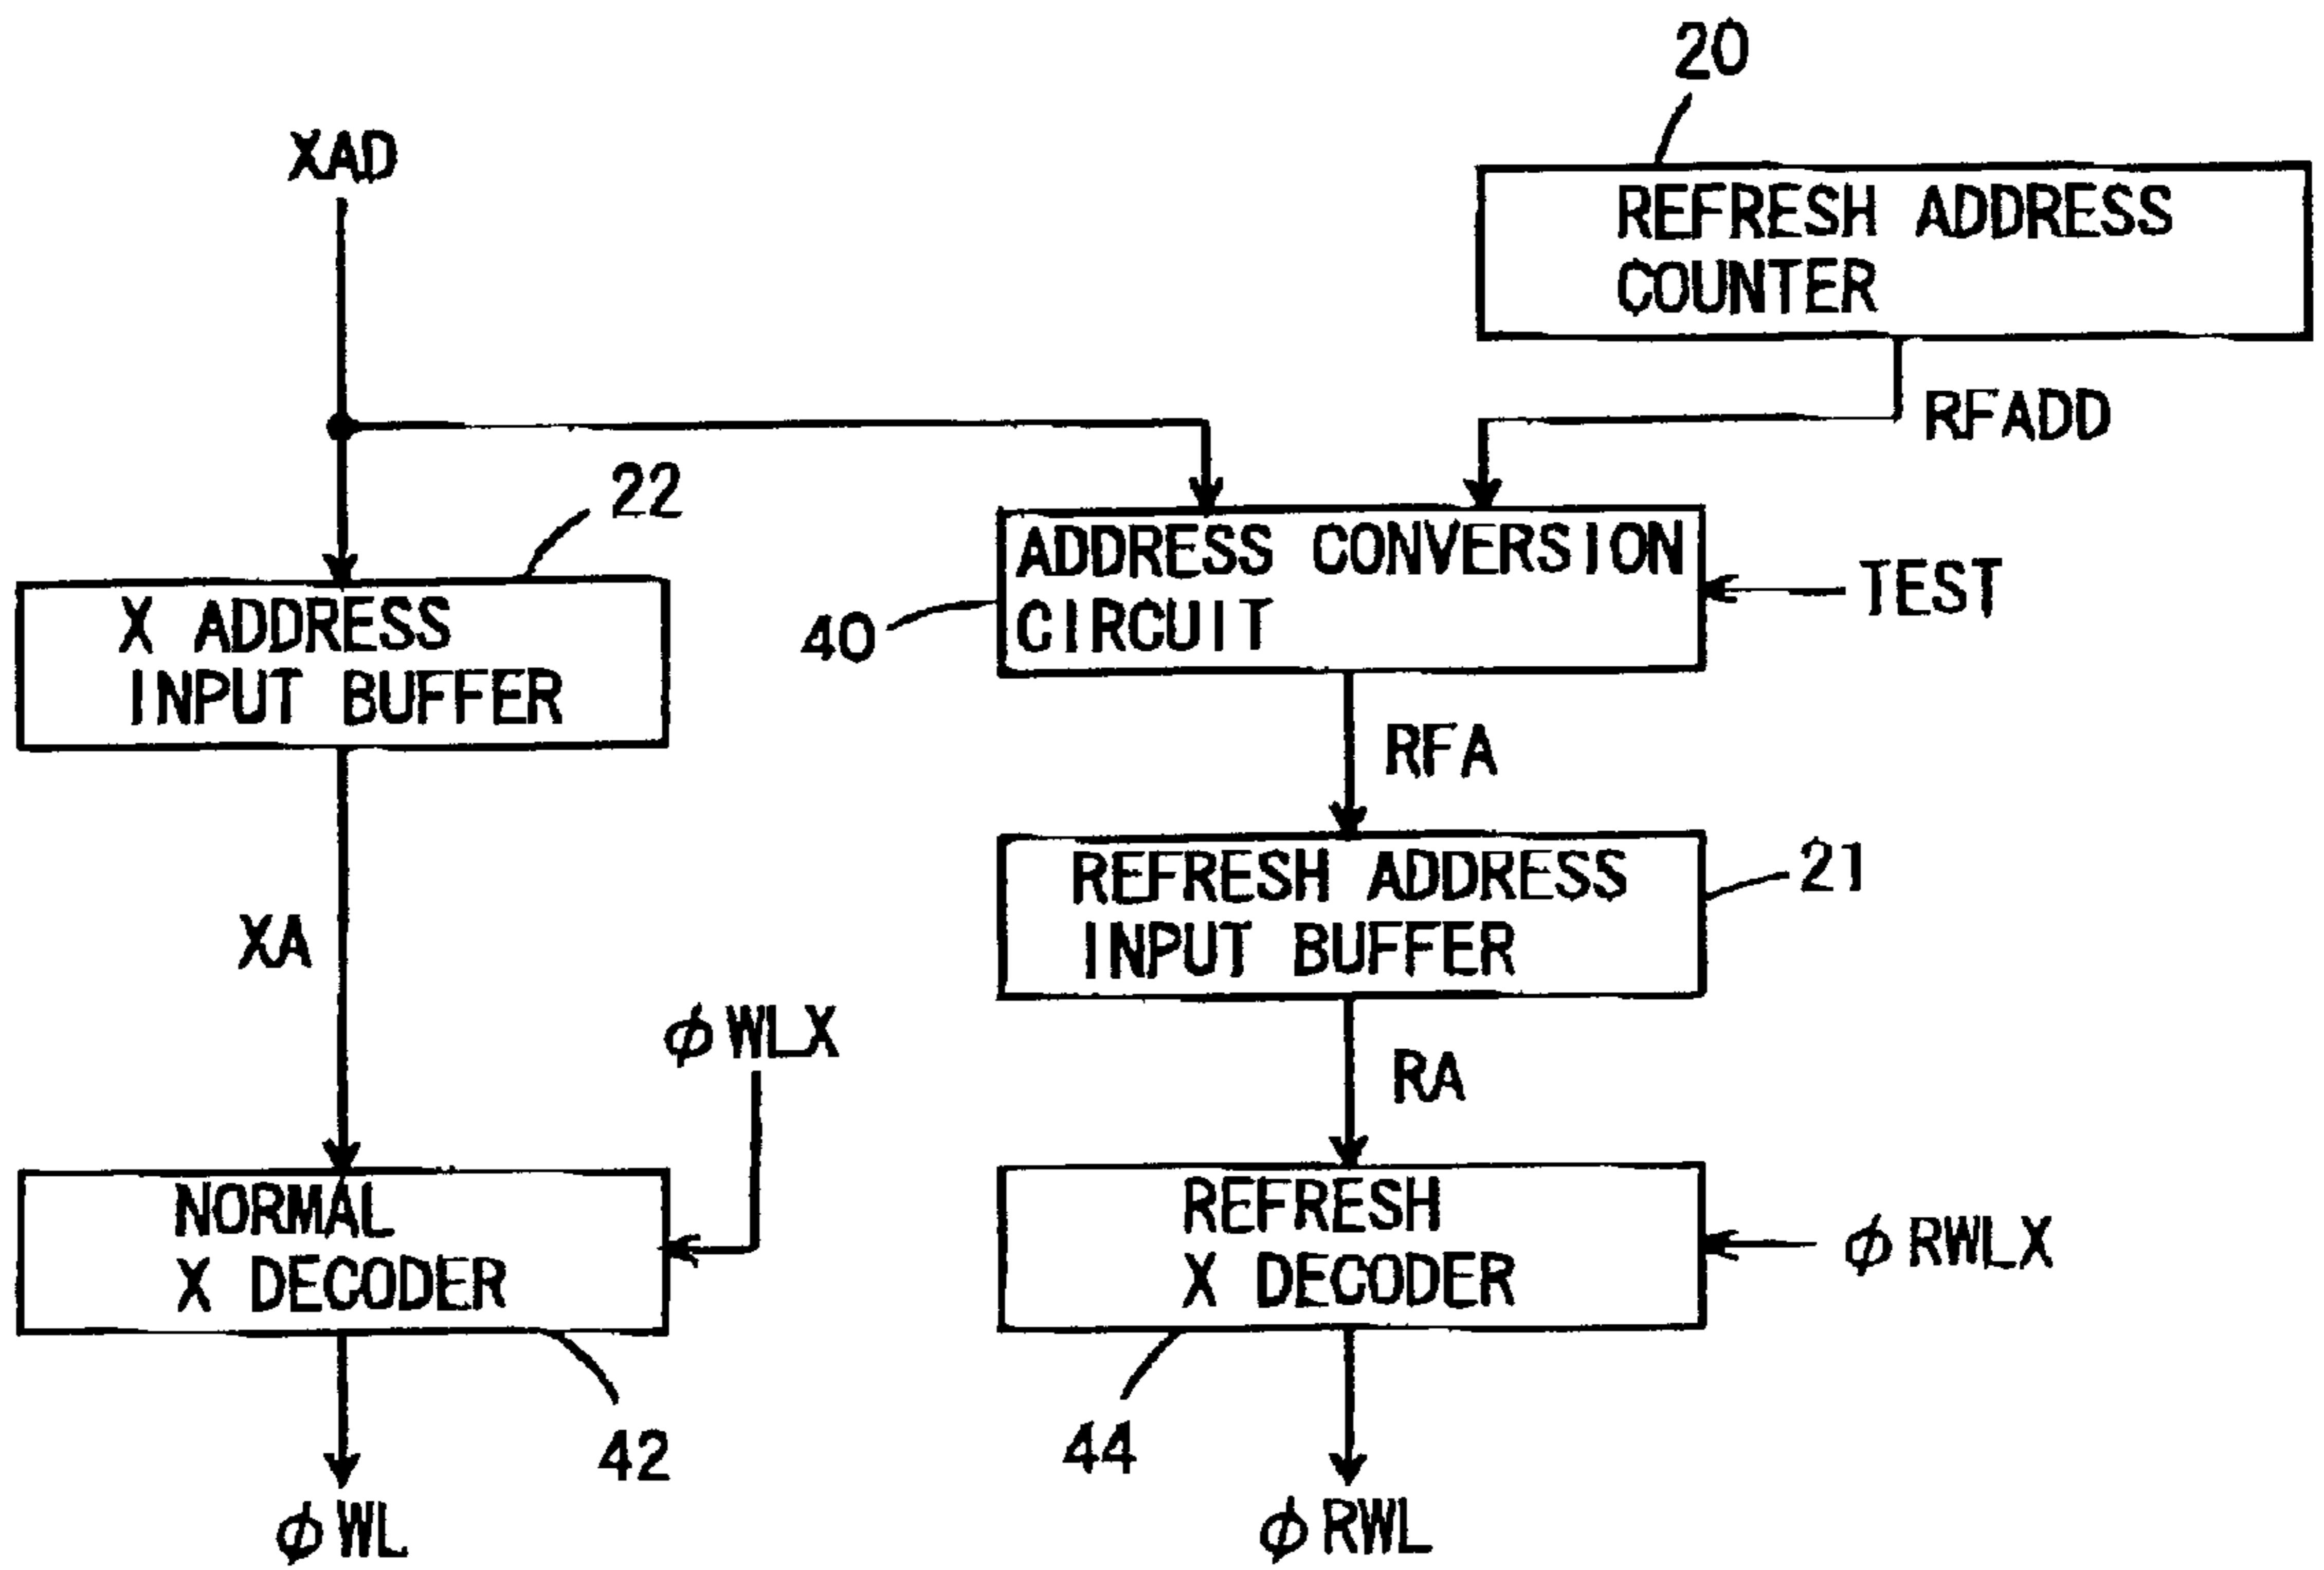 20
XAD
REFRESH ADDRESS
COUNTER
RFADD
22
ADDRESS CONVERSION
CIRCUIT
TEST
40
X ADDRESS
INPUT BUFFER
RFA
REFRESH ADDRESS
INPUT BUFFER
21
XA
φWLX
RA
NORMAL
X DECODER
REFRESH
X DECODER
φRWLX
42
44
φWL
φRWL